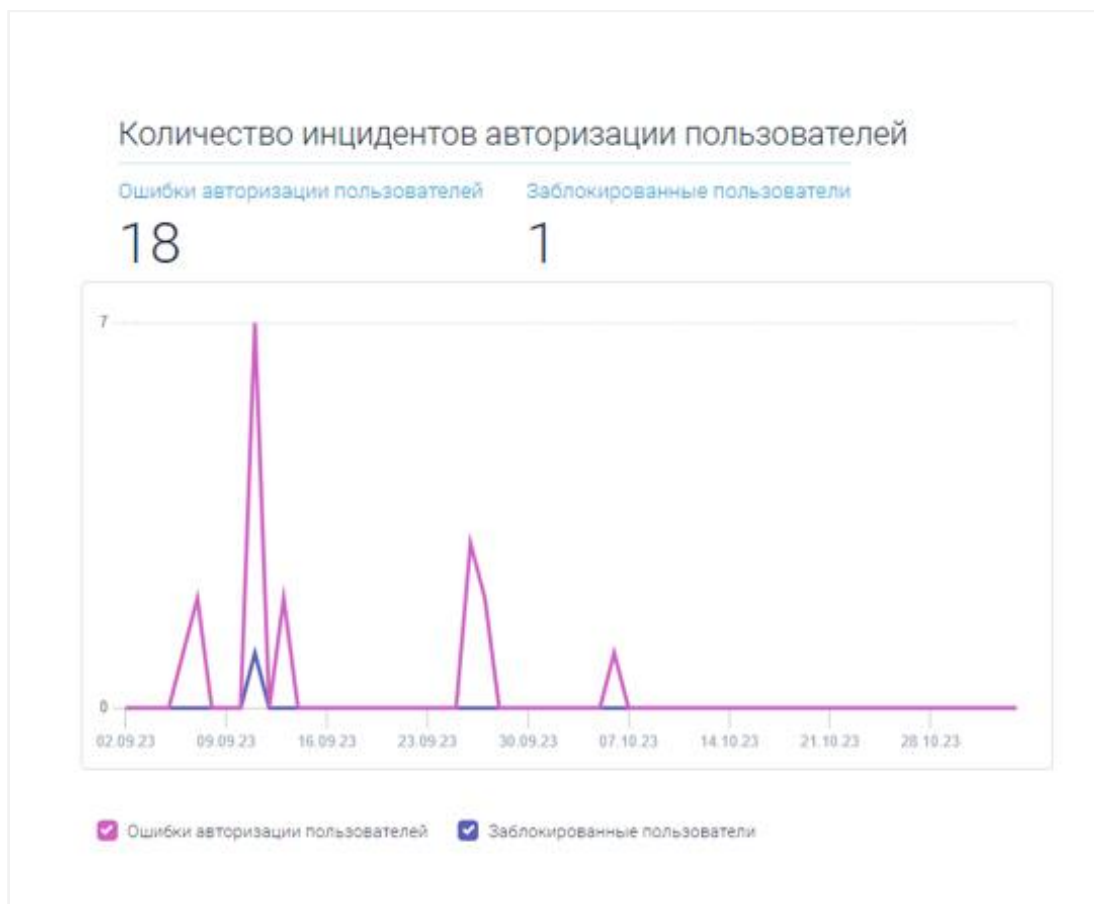 Количество инцидентов авторизации пользователей
Ошибки авторизации пользователей Заблокированные пользователи
18 1
7
0
02.09.23 09.09.23 16.09.23 23.09.23 30.09.23 07.10.23 14.10.23 21.10.23 28.10.23
Ошибки авторизации пользователей Заблокированные пользователи